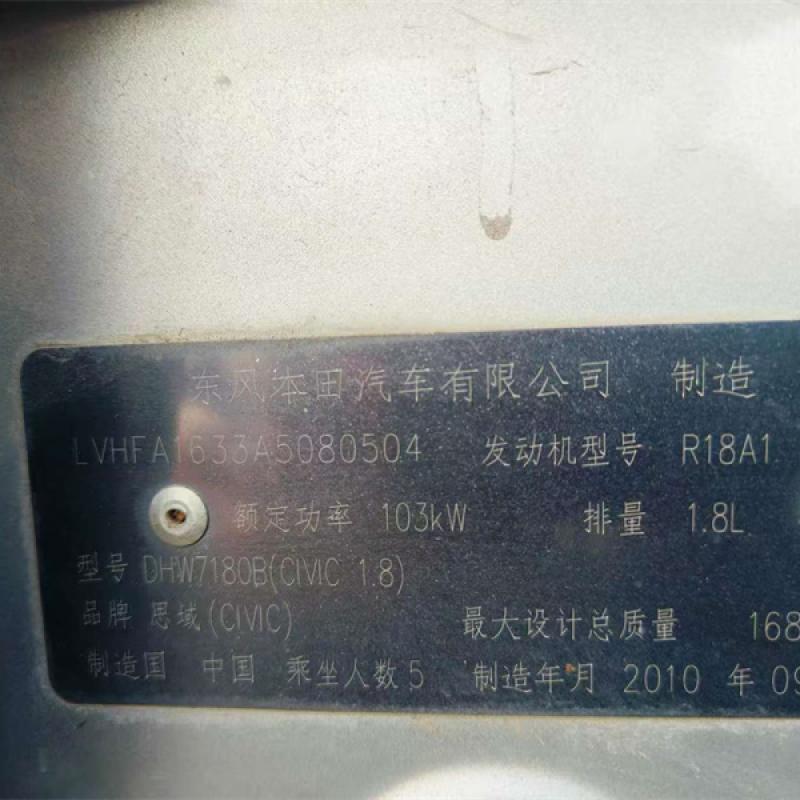 东风本田汽车有限公司 制造
LVHFA1633A5080504 发动机型号 R18A1
额定功率 103kW 排量 1.8L
型号 DHW7180B(CIVIC 1.8)
品牌 思域(CIVIC) 最大设计总质量 168
制造国 中国 乘坐人数5 制造年月 2010 年 09